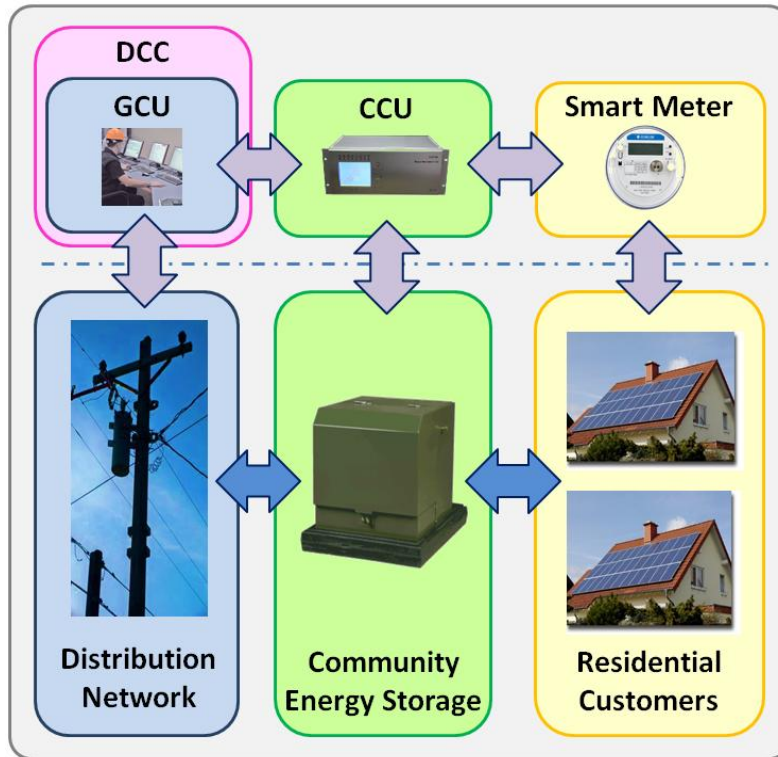 DCC
GCU
CCU
Smart Meter
Distribution
Network
Community
Energy Storage
Residential
Customers